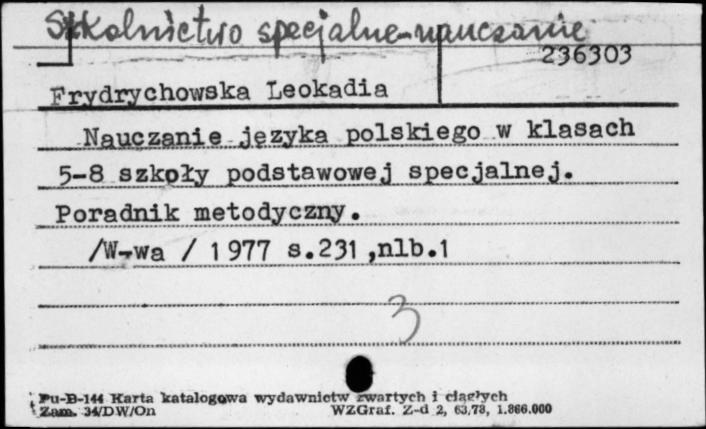 Szkolnictwo specjalne-nauczanie
236303
Frydrychowska Leokadia
Nauczanie języka polskiego w klasach
5-8 szkoły podstawowej specjalnej.
Poradnik metodyczny.
/W-wa / 1977 s.231 ,nlb.1
3
Pu-B-144 Karta katalogowa wydawnictw zwartych i ciągłych
Zam. 34/DW/On WZGraf. Z-d 2, 63,78, 1.866.000